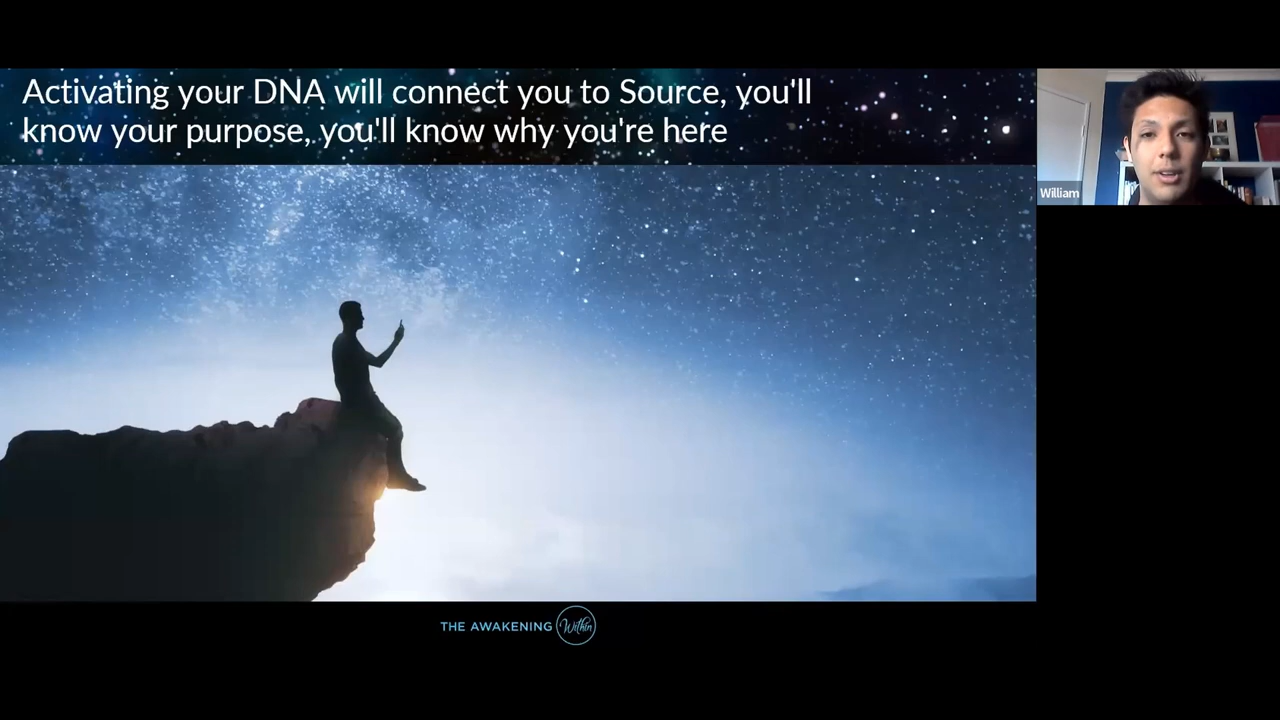 Activating your DNA will connect you to Source, you'll
know your purpose, you'll know why you're here
William
THE AWAKENING Within